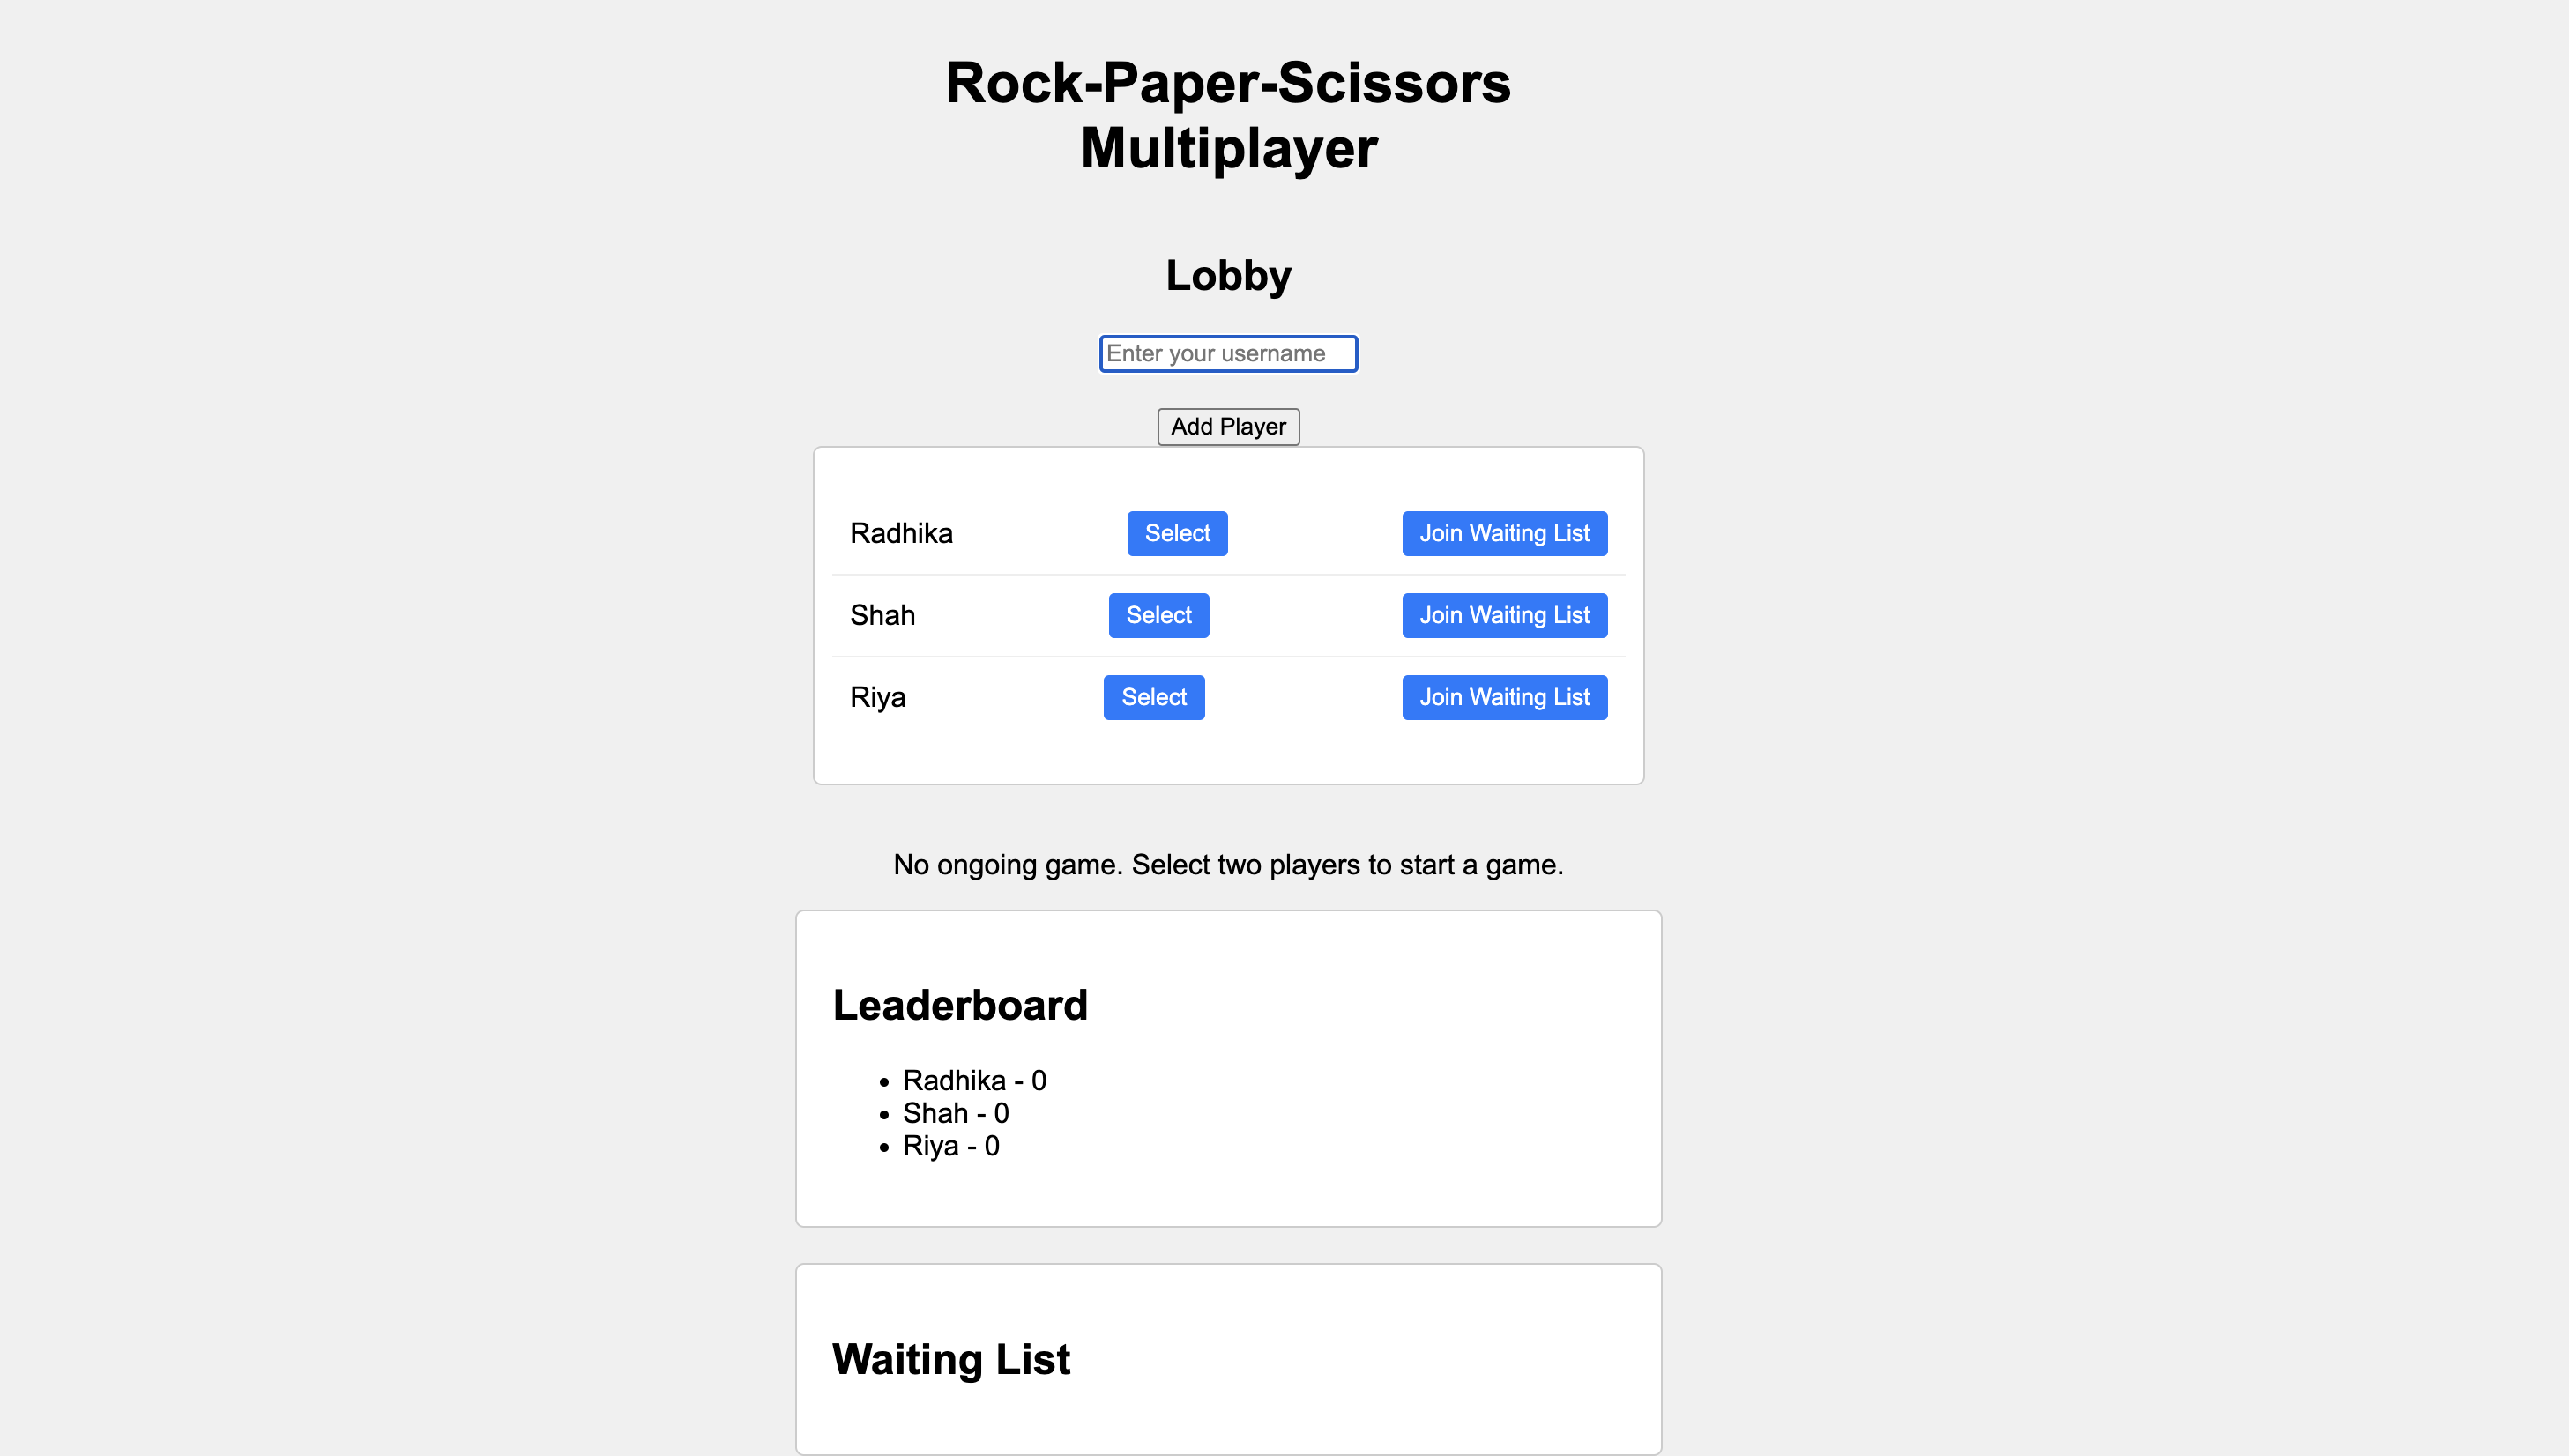 Rock-Paper-Scissors
Multiplayer
Lobby
Enter your username
Add Player
Radhika Select Join Waiting List
Shah Select Join Waiting List
Riya Select Join Waiting List
No ongoing game. Select two players to start a game.
Leaderboard
• Radhika - 0
• Shah - 0
• Riya - 0
Waiting List